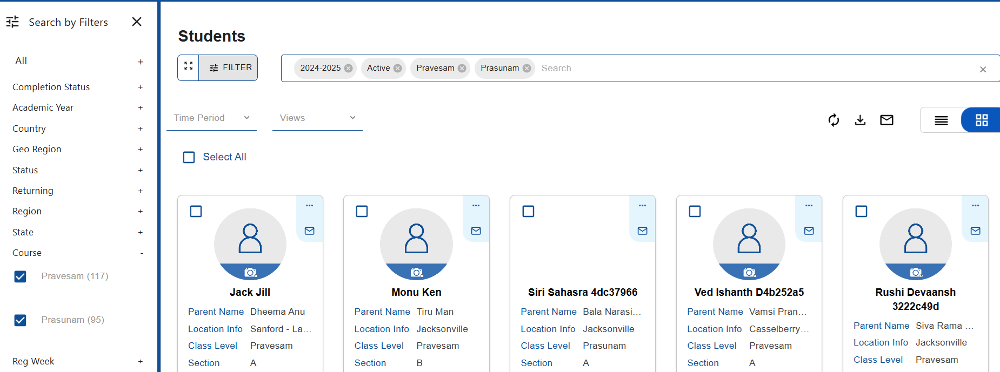 Search by Filters
All +
Completion Status +
Academic Year +
Country +
Geo Region +
Status +
Returning +
Region +
State +
Course -
Pravesam (117)
Prasunam (95)
Reg Week +
Students
FILTER
2024-2025 Active Pravesam Prasunam Search
Time Period Views
Select All
Jack Jill
Parent Name Dheema Anu
Location Info Sanford - La...
Class Level Pravesam
Section A
Monu Ken
Parent Name Tiru Man
Location Info Jacksonville
Class Level Pravesam
Section B
Siri Sahasra 4dc37966
Parent Name Bala Narasi...
Location Info Jacksonville
Class Level Prasunam
Section A
Ved Ishanth D4b252a5
Parent Name Vamsi Pran...
Location Info Casselberry...
Class Level Pravesam
Section A
Rushi Devaansh
3222c49d
Parent Name Siva Rama ...
Location Info Jacksonville
Class Level Pravesam